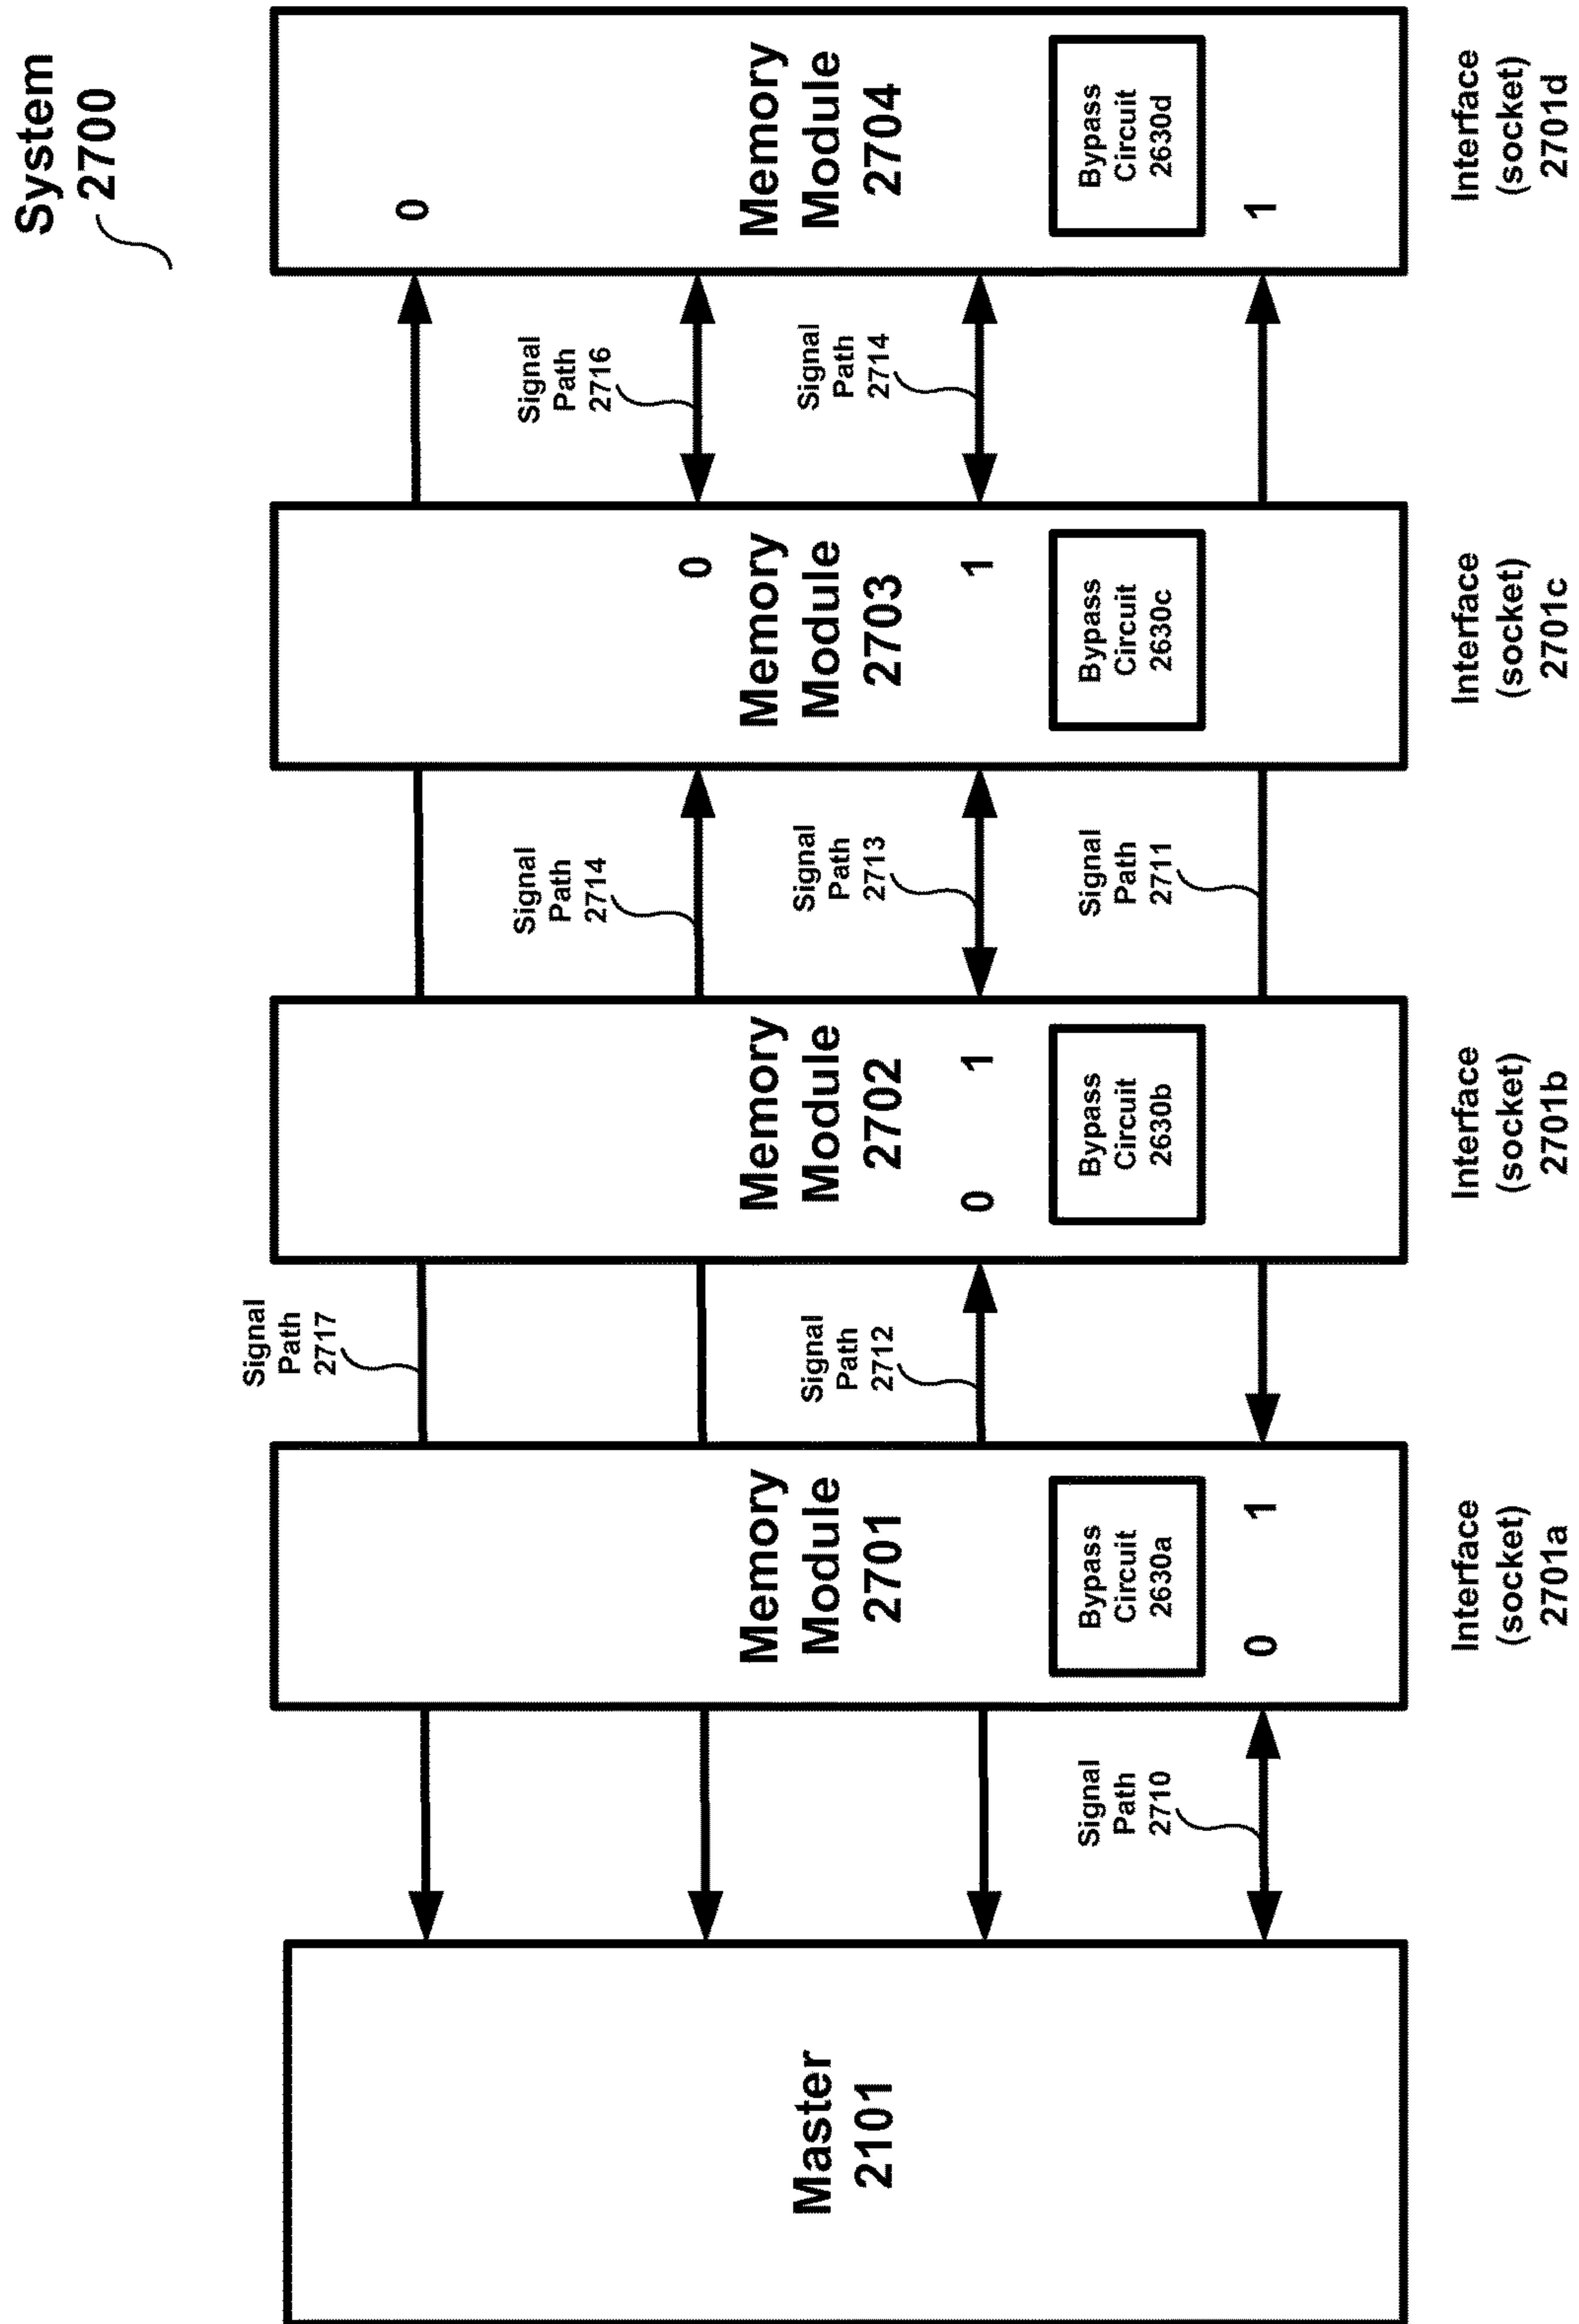 System
2700
Master
2101
Memory
Module
2701
Bypass
Circuit
2630a
0
1
Interface
(socket)
2701a
Memory
Module
2702
0
1
Bypass
Circuit
2630b
Interface
(socket)
2701b
Memory
Module
2703
0
1
Bypass
Circuit
2630c
Interface
(socket)
2701c
0
Memory
Module
2704
Bypass
Circuit
2630d
1
Interface
(socket)
2701d
Signal
Path
2710
Signal
Path
2717
Signal
Path
2712
Signal
Path
2714
Signal
Path
2713
Signal
Path
2711
Signal
Path
2716
Signal
Path
2714